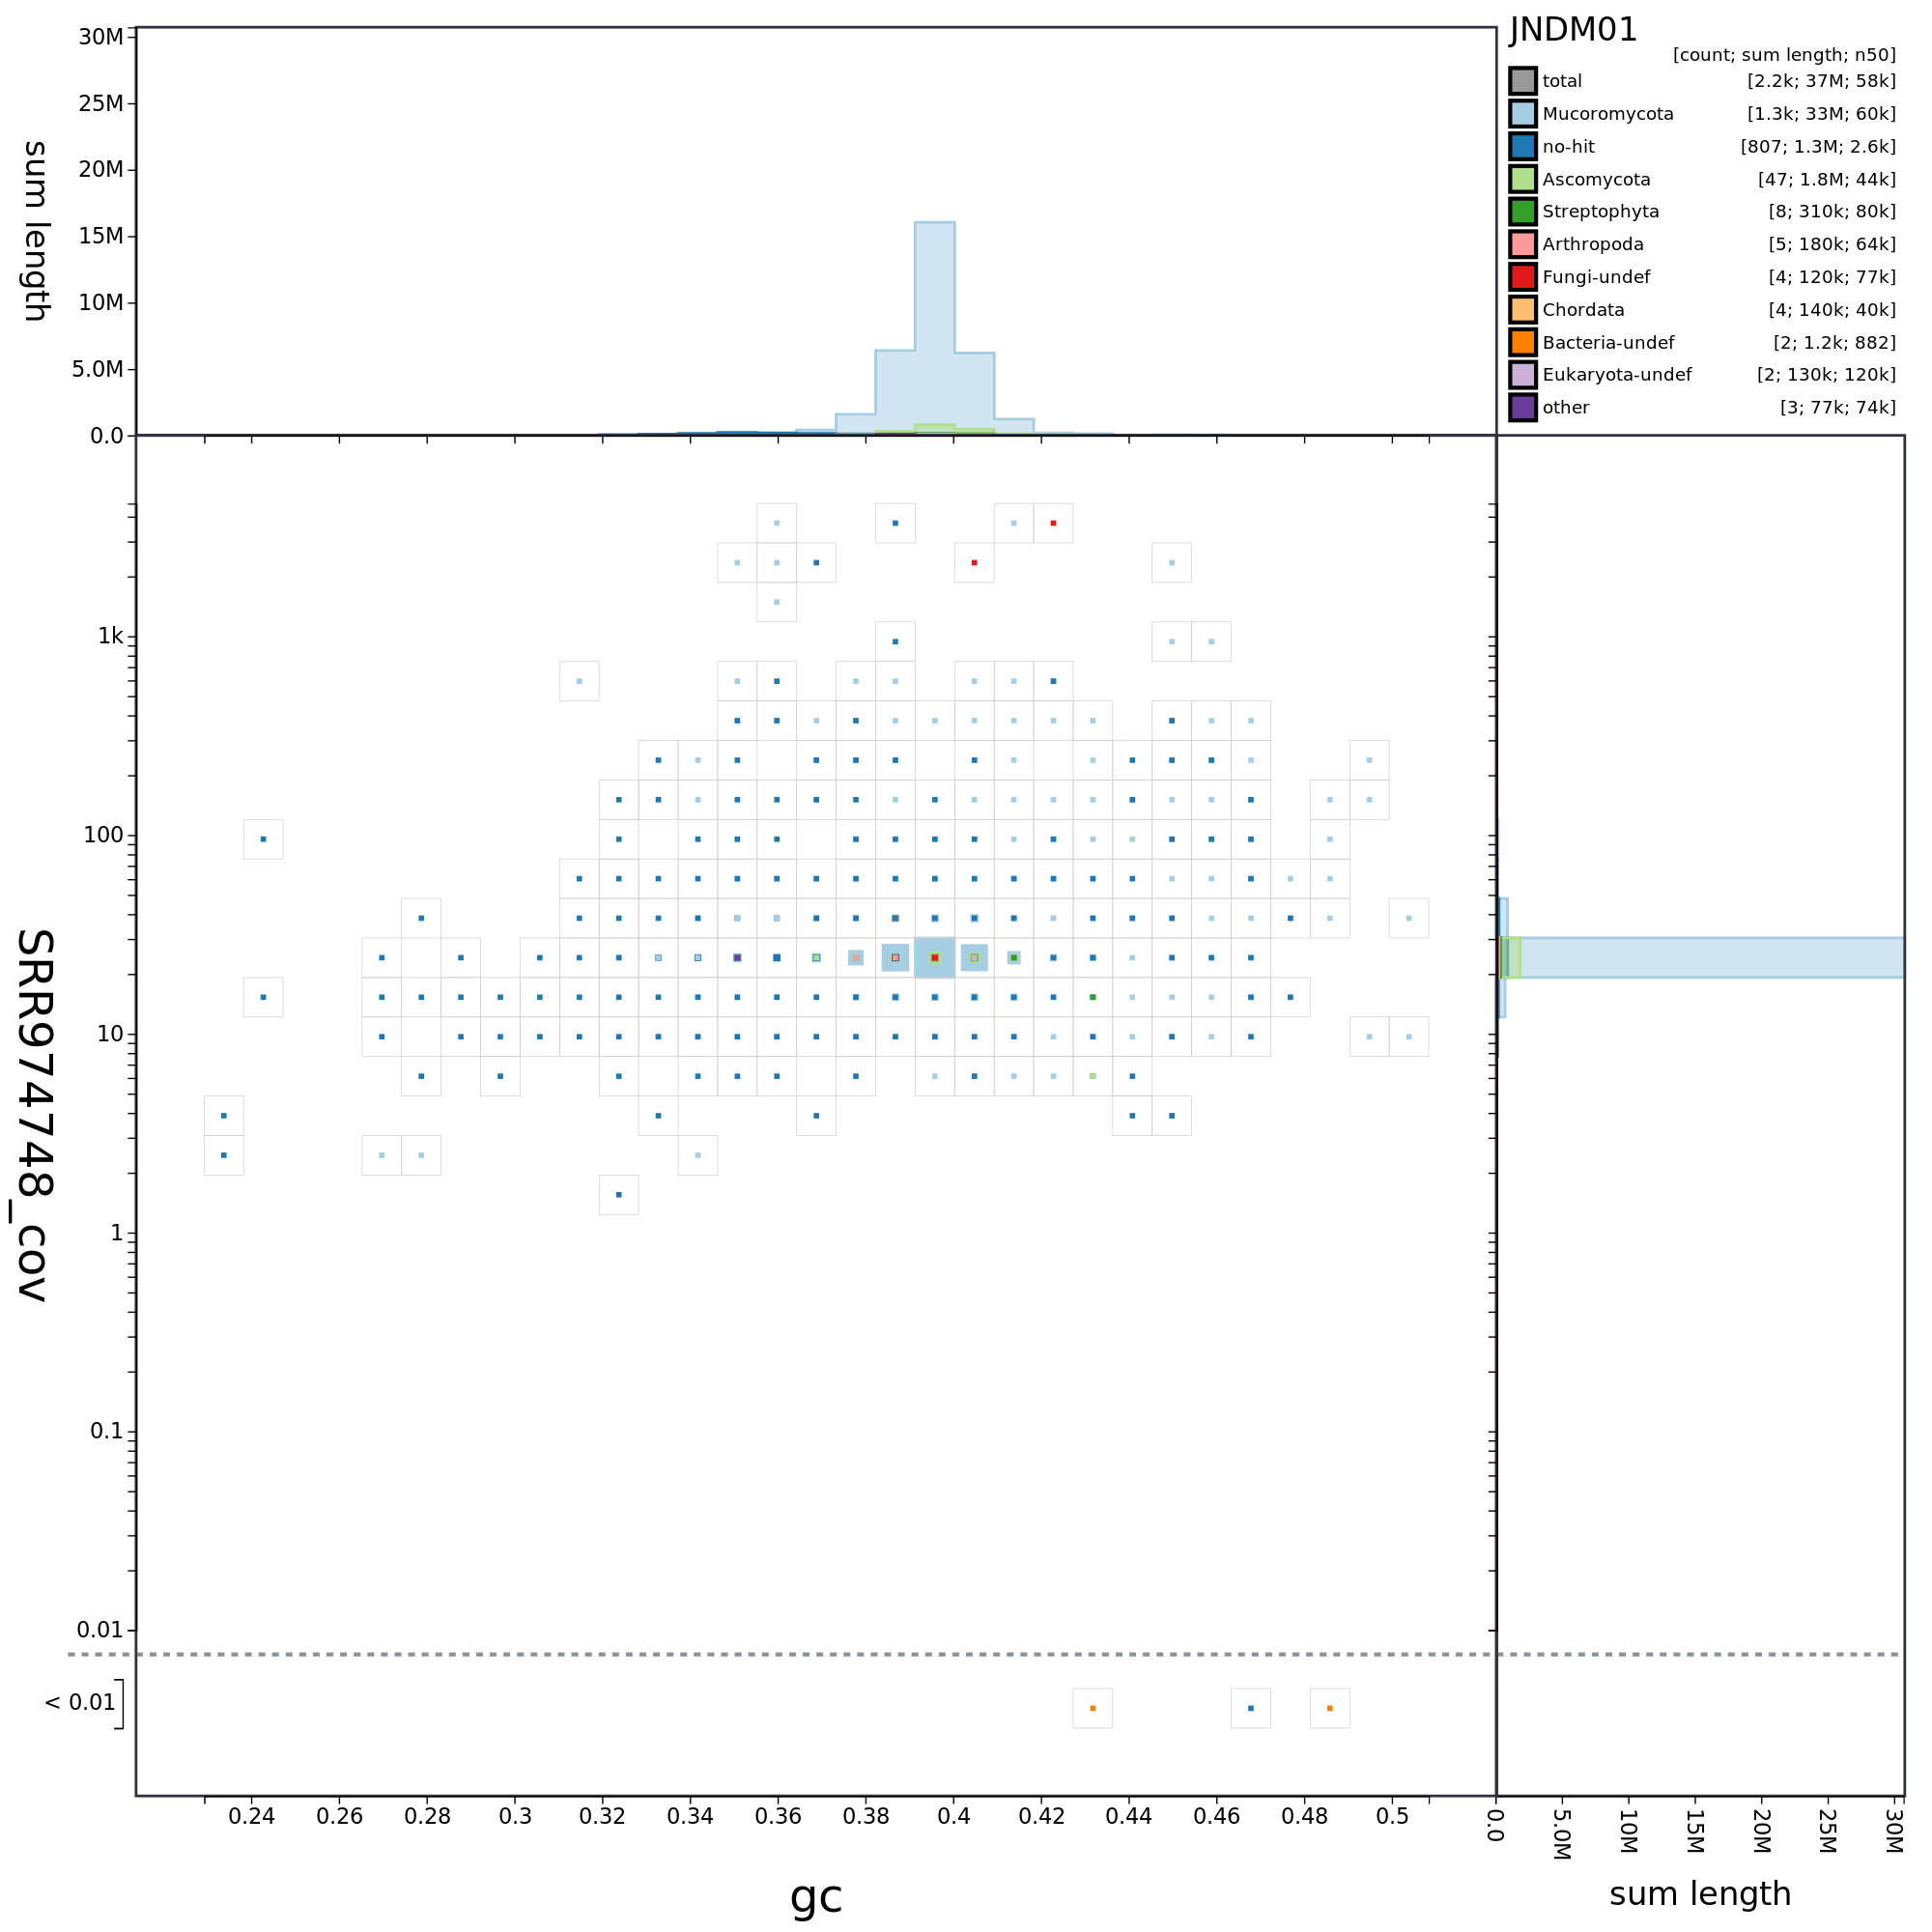 JNDM01
[count; sum length; n50]
total [2.2k; 37M; 58k]
Mucoromycota [1.3k; 33M; 60k]
no-hit [807; 1.3M; 2.6k]
Ascomycota [47; 1.8M; 44k]
Streptophyta [8; 310k; 80k]
Arthropoda [5; 180k; 64k]
Fungi-undef [4; 120k; 77k]
Chordata [4; 140k; 40k]
Bacteria-undef [2; 1.2k; 882]
Eukaryota-undef [2; 130k; 120k]
other [3; 77k; 74k]
sum length
30M
25M
20M
15M
10M
5.0M
0.0
SRR974748_cov
1k
100
10
1
0.1
0.01
< 0.01
0.24 0.26 0.28 0.3 0.32 0.34 0.36 0.38 0.4 0.42 0.44 0.46 0.48 0.5
gc
0.0 5.0M 10M 15M 20M 25M 30M
sum length